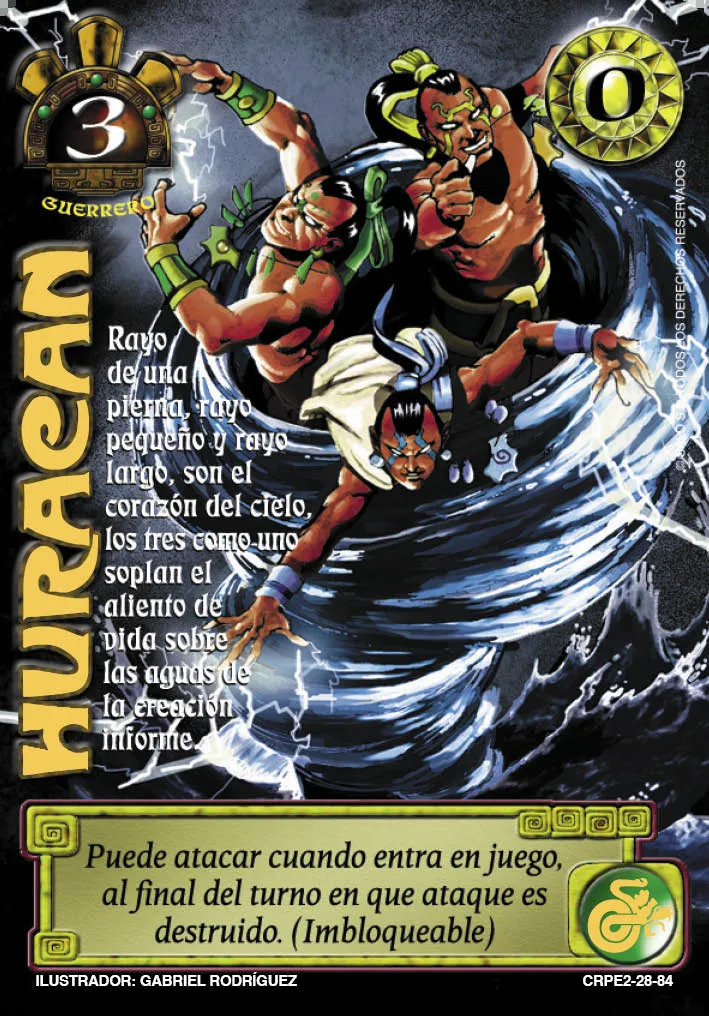 3
0
GUERRERO
HURACAN
Rayo
de una
pierna, rayo
pequeño y rayo
largo, son el
corazón del cielo,
los tres como uno
soplan el
aliento de
vida sobre
las aguas de
la creación
informe.
TODOS LOS DERECHOS RESERVADOS
Puede atacar cuando entra en juego,
al final del turno en que ataque es
destruido. (Imbloqueable)
ILUSTRADOR: GABRIEL RODRÍGUEZ
CRPE2-28-84